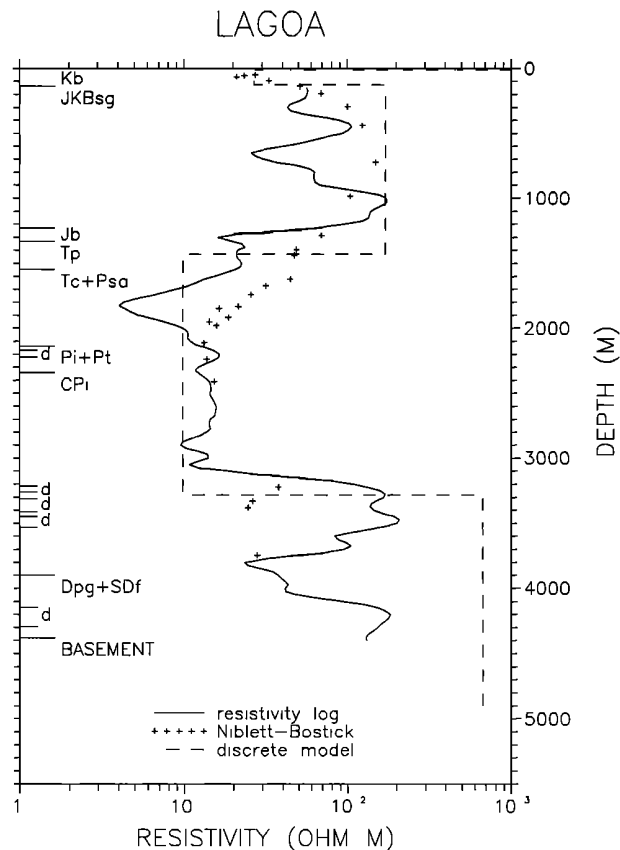 LAGOA
Kb
JKBsg
Jb
Tp
Tc+Psa
d
Pi+Pt
CPi
d
d
d
Dpg+SDf
d
BASEMENT
0
1000
2000
3000
4000
5000
DEPTH (M)
resistivity log
Niblett-Bostick
discrete model
1 10 10² 10³
RESISTIVITY (OHM M)